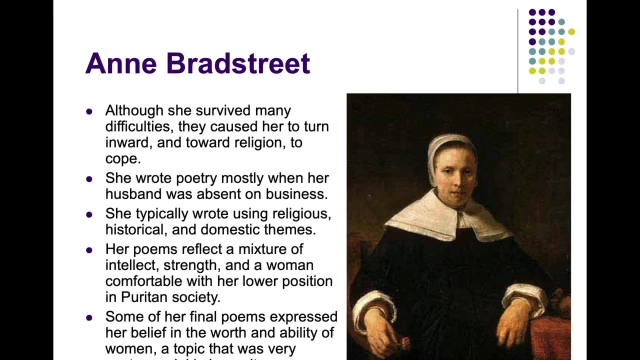 Anne Bradstreet
Although she survived many
difficulties, they caused her to turn
inward, and toward religion, to
cope.
She wrote poetry mostly when her
husband was absent on business.
She typically wrote using religious,
historical, and domestic themes.
Her poems reflect a mixture of
intellect, strength, and a woman
comfortable with her lower position
in Puritan society.
Some of her final poems expressed
her belief in the worth and ability of
women, a topic that was very